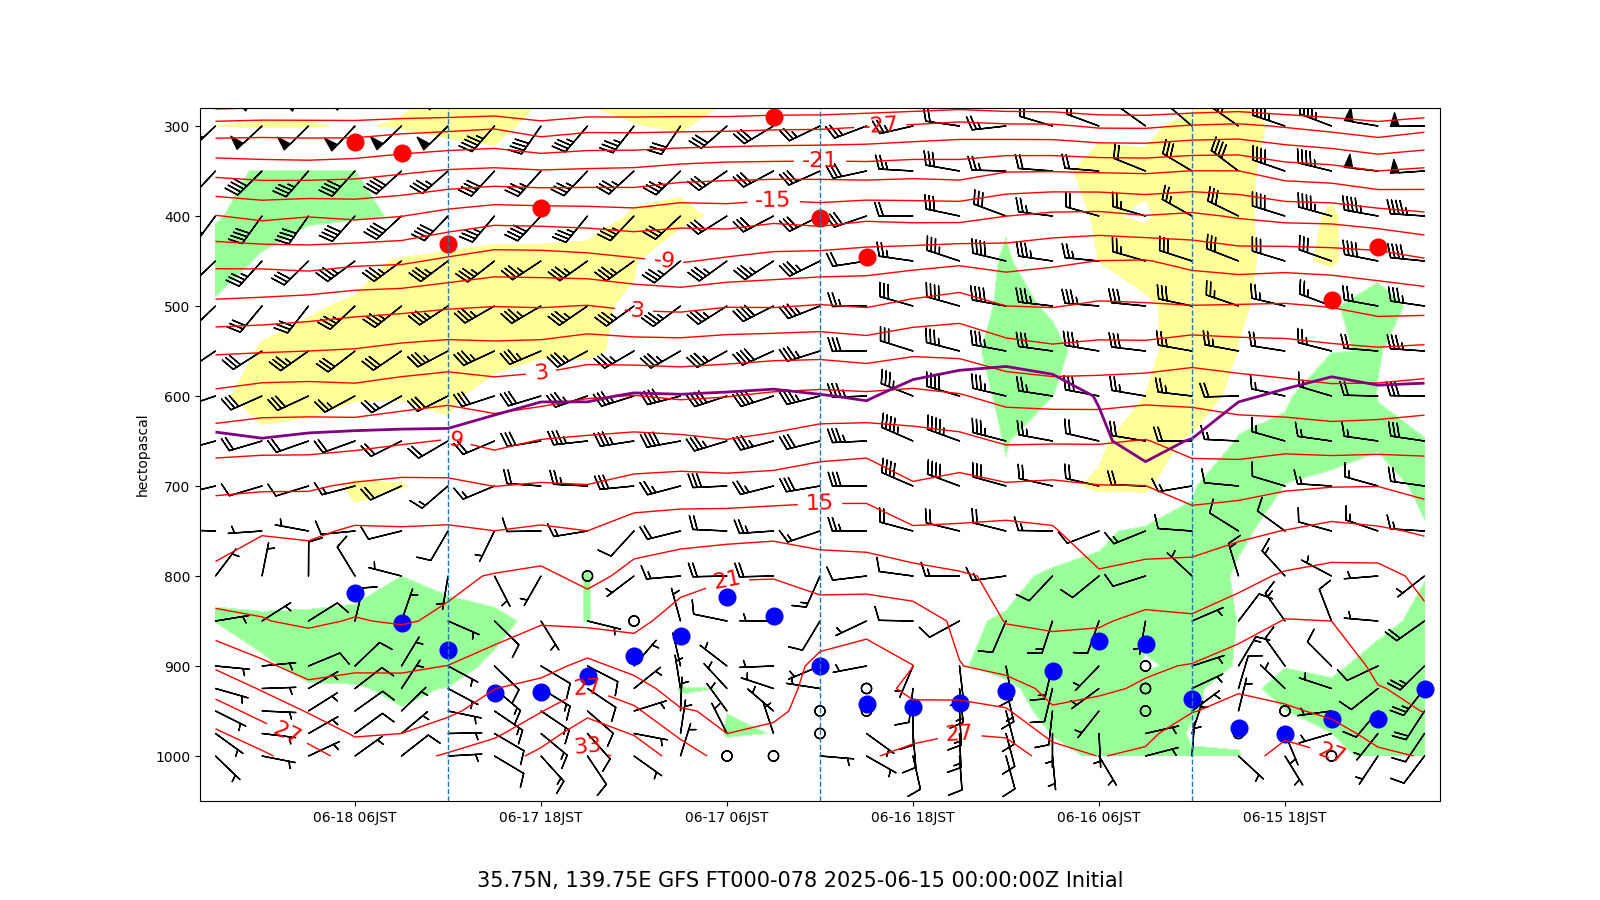 300
400
500
600
700
800
900
1000
hectopascal
-27
-21
-15
-9
-3
3
9
15
21
27
27
33
27
27
06-18 06JST
06-17 18JST
06-17 06JST
06-16 18JST
06-16 06JST
06-15 18JST
35.75N, 139.75E GFS FT000-078 2025-06-15 00:00:00Z Initial